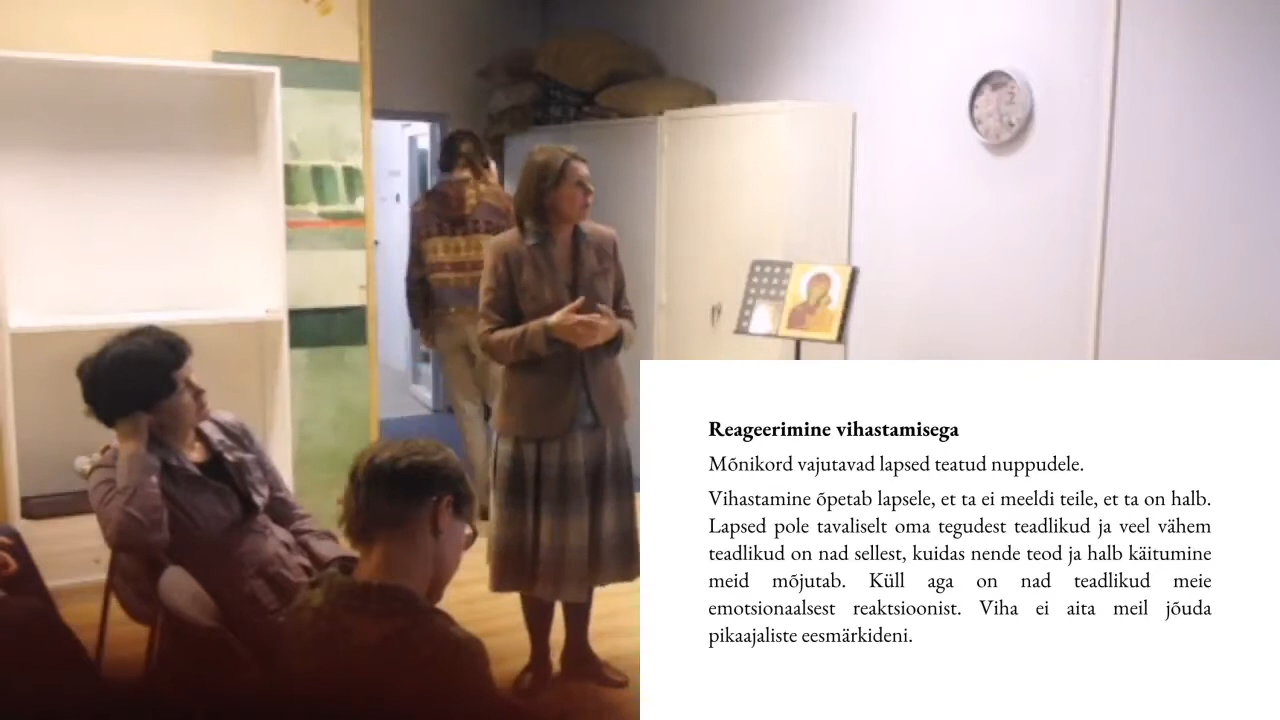 Reageerimine vihastamisega
Mõnikord vajutavad lapsed teatud nuppudele.
Vihastamine õpetab lapsele, et ta ei meeldi teile, et ta on halb.
Lapsed pole tavaliselt oma tegudest teadlikud ja veel vähem
teadlikud on nad sellest, kuidas nende teod ja halb käitumine
meid mõjutab. Küll aga on nad teadlikud meie
emotsionaalsest reaktsioonist. Viha ei aita meil jõuda
pikaajaliste eesmärkideni.